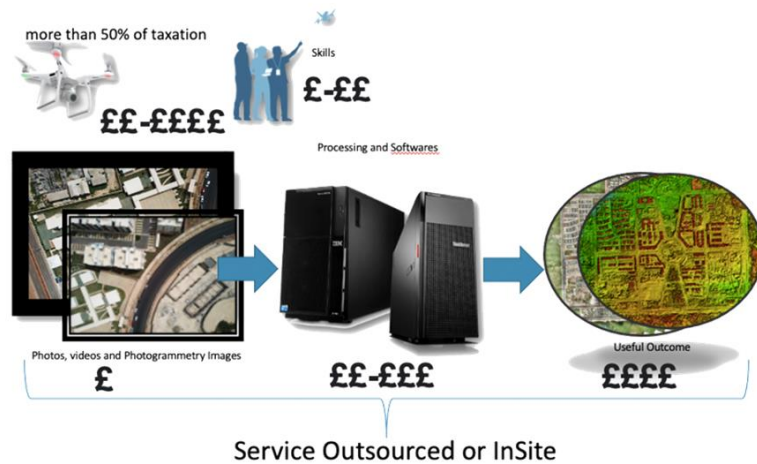 more than 50% of taxation
Skills
£-££
££-££££
Processing and Softwares
IBM
Photos, videos and Photogrammetry Images
Useful Outcome
£
££-£££
££££
Service Outsourced or InSite